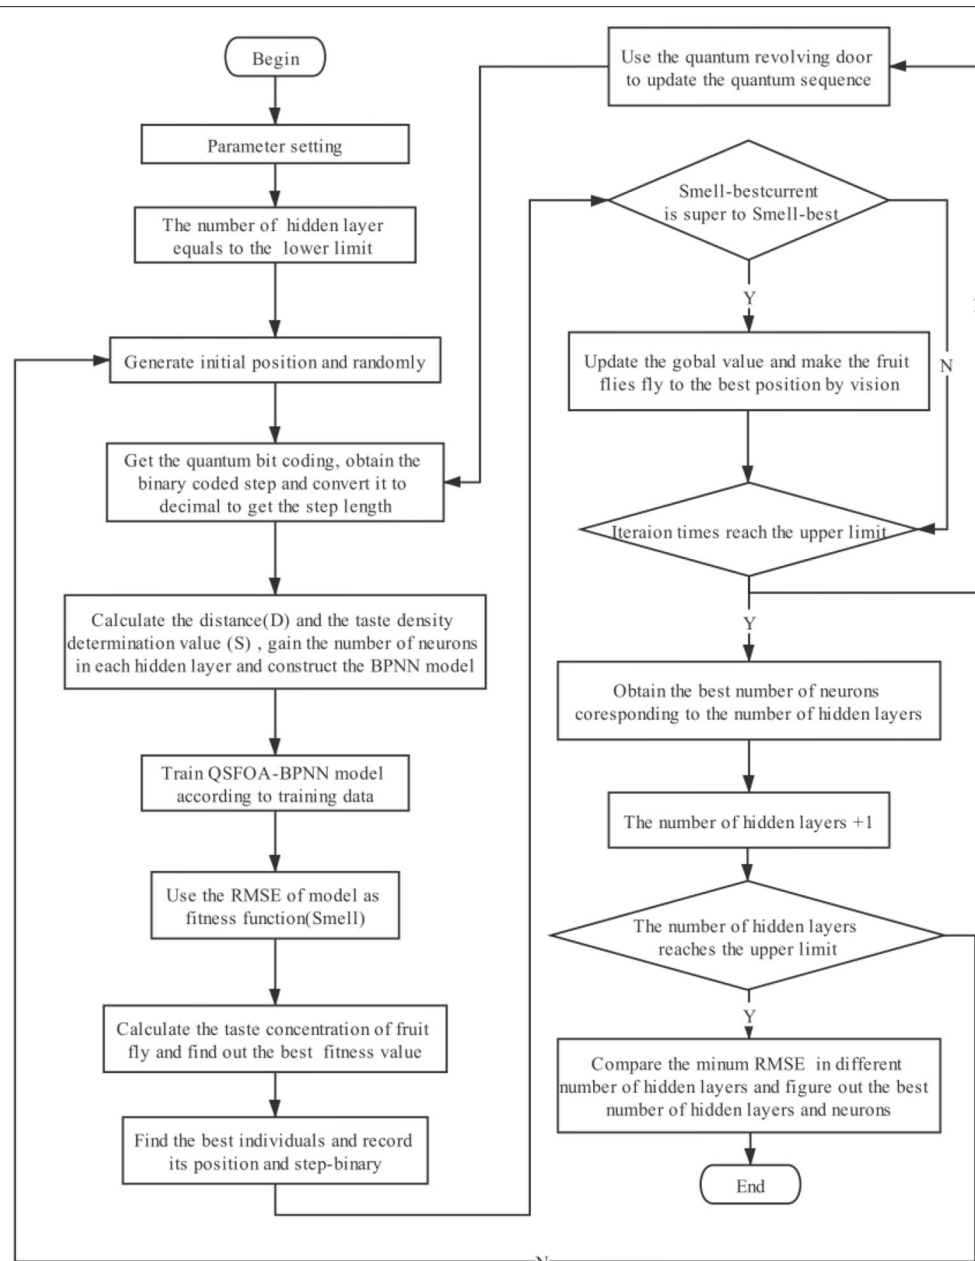 Begin
Parameter setting
The number of hidden layer
equals to the lower limit
Generate initial position and randomly
Get the quantum bit coding, obtain the
binary coded step and convert it to
decimal to get the step length
Calculate the distance(D) and the taste density
determination value (S) , gain the number of neurons
in each hidden layer and construct the BPNN model
Train QSFOA-BPNN model
according to training data
Use the RMSE of model as
fitness function(Smell)
Calculate the taste concentration of fruit
fly and find out the best fitness value
Find the best individuals and record
its position and step-binary
Use the quantum revolving door
to update the quantum sequence
Smell-bestcurrent
is super to Smell-best
Y
N
Update the gobal value and make the fruit
flies fly to the best position by vision
Iteraion times reach the upper limit
Y
Obtain the best number of neurons
coresponding to the number of hidden layers
The number of hidden layers +1
The number of hidden layers
reaches the upper limit
Y
Compare the minum RMSE in different
number of hidden layers and figure out the best
number of hidden layers and neurons
End